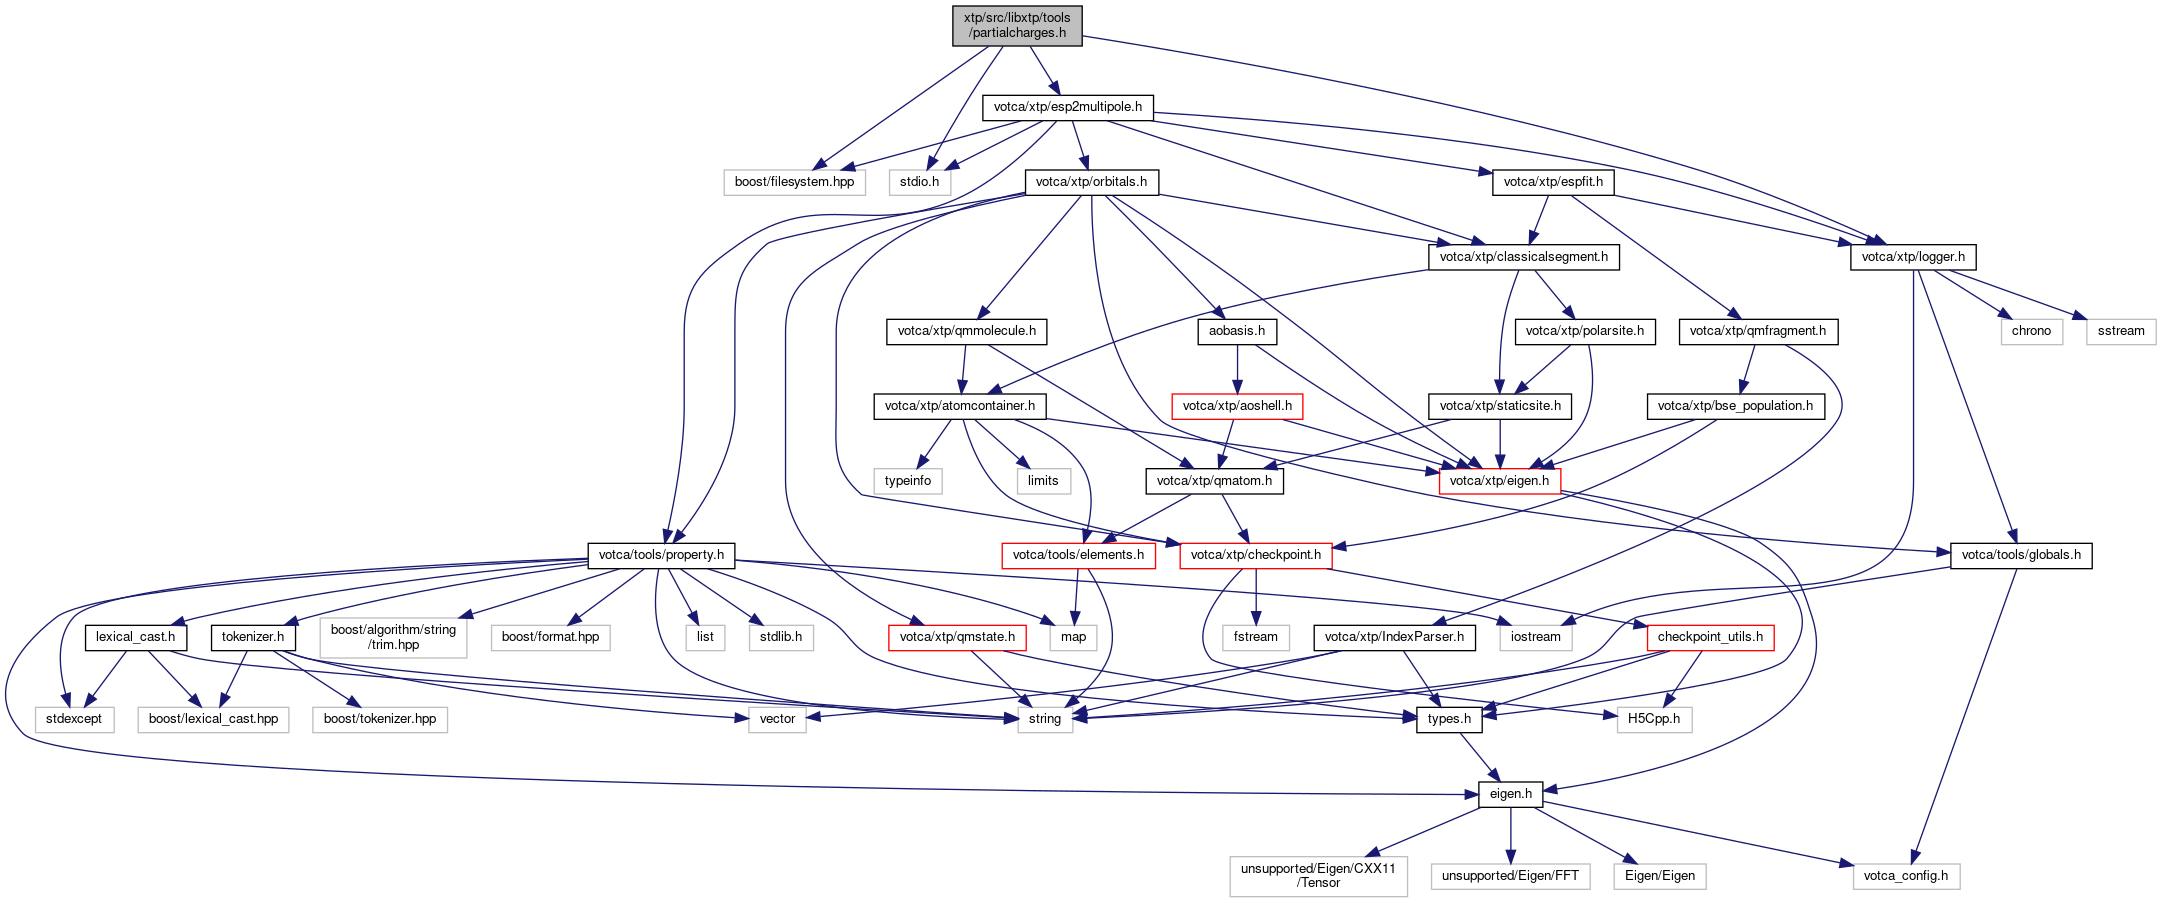 xtp/src/libxtp/tools
/partialcharges.h
votca/xtp/esp2multipole.h
boost/filesystem.hpp
stdio.h
votca/xtp/orbitals.h
votca/xtp/espfit.h
votca/xtp/classicalsegment.h
votca/xtp/logger.h
votca/xtp/qmmolecule.h
aobasis.h
votca/xtp/polarsite.h
votca/xtp/qmfragment.h
chrono
sstream
votca/xtp/atomcontainer.h
votca/xtp/aoshell.h
votca/xtp/staticsite.h
votca/xtp/bse_population.h
typeinfo
limits
votca/xtp/qmatom.h
votca/xtp/eigen.h
votca/tools/property.h
votca/tools/elements.h
votca/xtp/checkpoint.h
votca/tools/globals.h
lexical_cast.h
tokenizer.h
boost/algorithm/string
/trim.hpp
boost/format.hpp
list
stdlib.h
votca/xtp/qmstate.h
map
fstream
votca/xtp/IndexParser.h
iostream
checkpoint_utils.h
stdexcept
boost/lexical_cast.hpp
boost/tokenizer.hpp
vector
string
types.h
H5Cpp.h
eigen.h
unsupported/Eigen/CXX11
/Tensor
unsupported/Eigen/FFT
Eigen/Eigen
votca_config.h